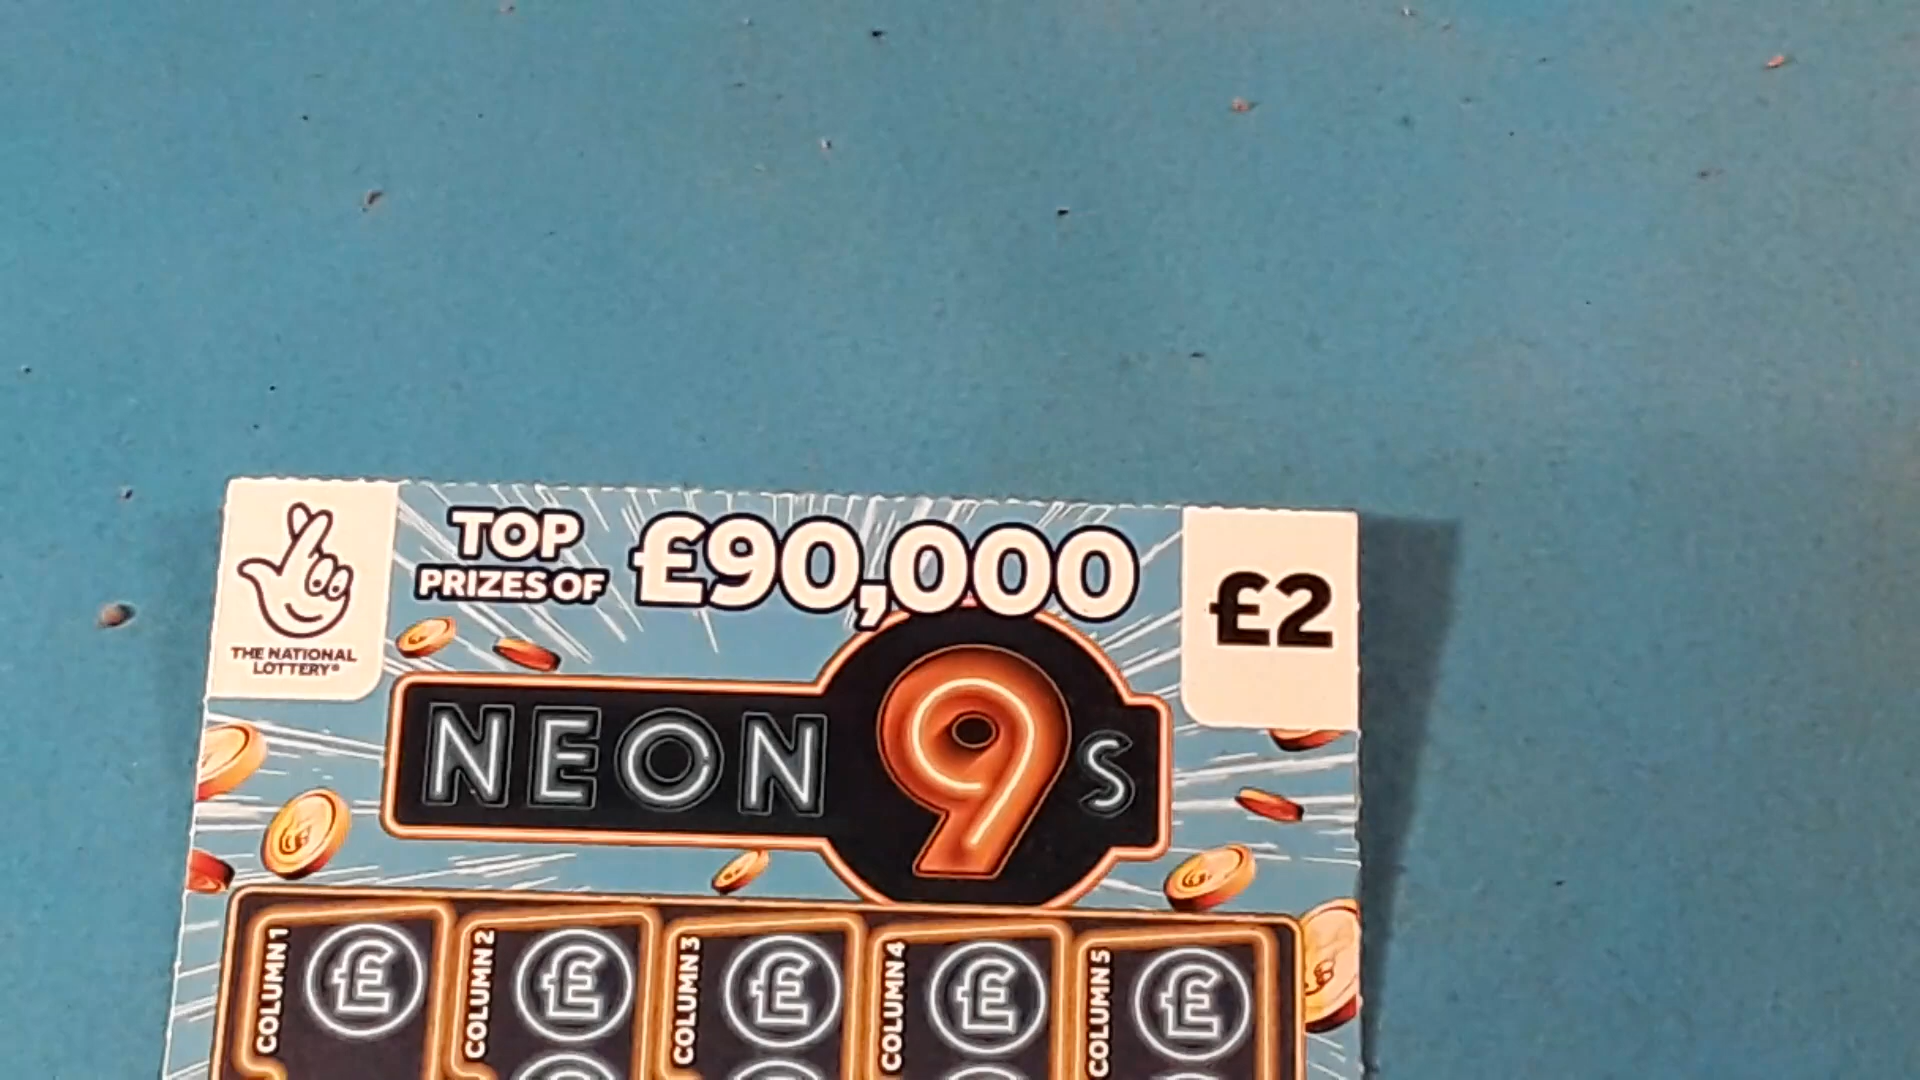 TOP
PRIZES OF
£90,000
£2
THE NATIONAL
LOTTERY®
NEON 9s
COLUMN 1
£
COLUMN 2
£
COLUMN 3
£
COLUMN 4
£
COLUMN 5
£